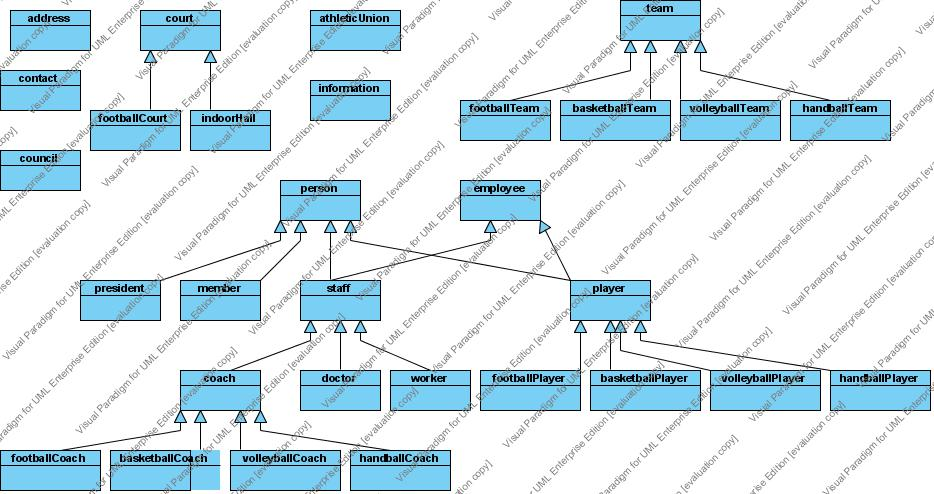 address
court
athleticUnion
team
contact
information
footballCourt
indoorHall
footballTeam
basketballTeam
volleyballTeam
handballTeam
council
person
employee
president
member
staff
player
coach
doctor
worker
footballPlayer
basketballPlayer
volleyballPlayer
handballPlayer
footballCoach
basketballCoach
volleyballCoach
handballCoach
Visual Paradigm for UML Enterprise Edition [evaluation copy]